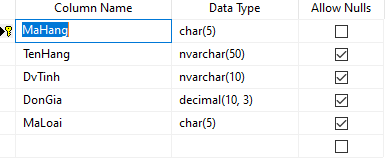 Column Name Data Type Allow Nulls
MaHang char(5)
TenHang nvarchar(50)
DvTinh nvarchar(10)
DonGia decimal(10, 3)
MaLoai char(5)